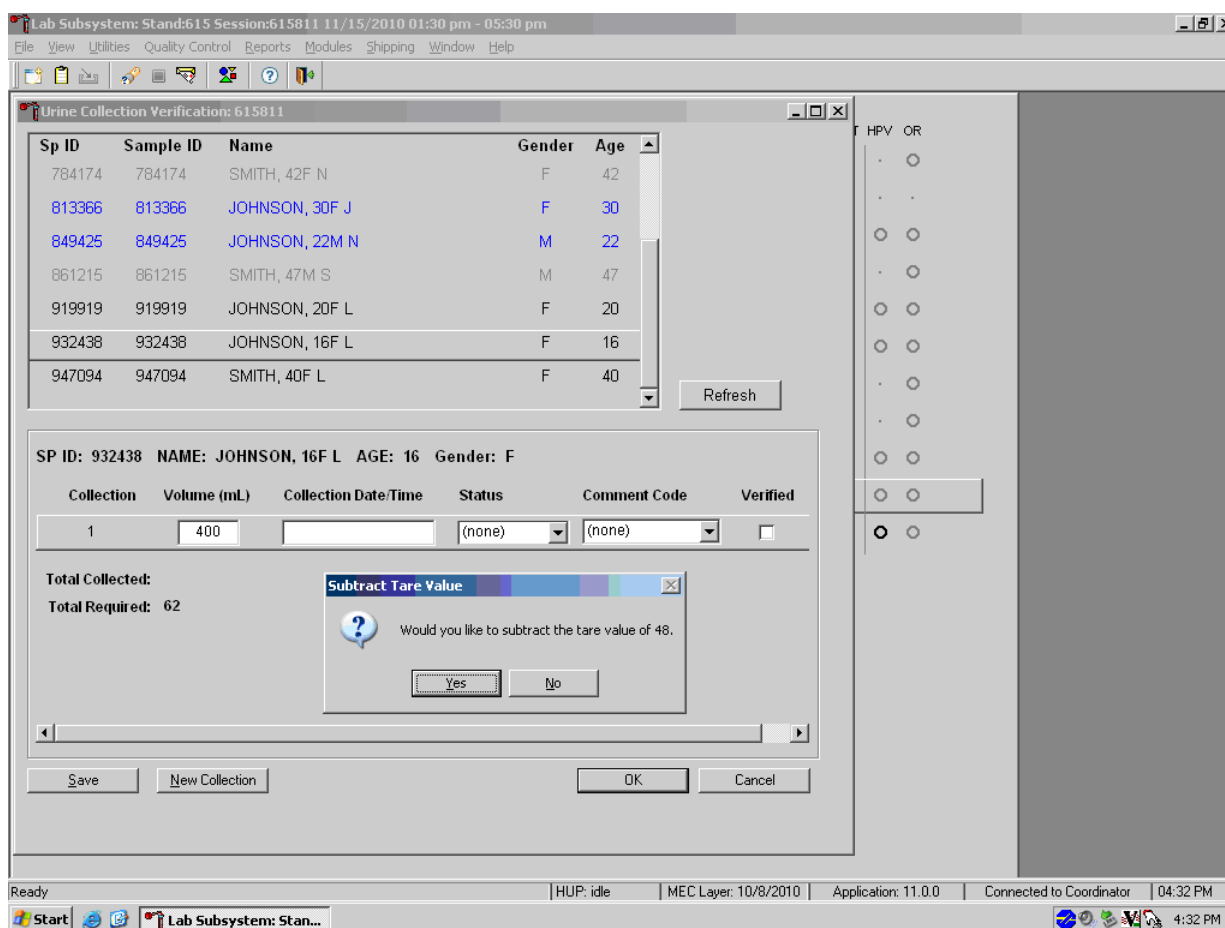 Lab Subsystem: Stand:615 Session:615811 11/15/2010 01:30 pm - 05:30 pm
File View Utilities Quality Control Reports Modules Shipping Window Help
Urine Collection Verification: 615811
T HPV OR
Sp ID Sample ID Name Gender Age
784174 784174 SMITH, 42F N F 42
813366 813366 JOHNSON, 30F J F 30
849425 849425 JOHNSON, 22M N M 22
861215 861215 SMITH, 47M S M 47
919919 919919 JOHNSON, 20F L F 20
932438 932438 JOHNSON, 16F L F 16
947094 947094 SMITH, 40F L F 40
Refresh
SP ID: 932438 NAME: JOHNSON, 16F L AGE: 16 Gender: F
Collection Volume (mL) Collection Date/Time Status Comment Code Verified
1 400 (none) (none)
Total Collected:
Total Required: 62
Subtract Tare Value
Would you like to subtract the tare value of 48.
Yes No
Save New Collection OK Cancel
Ready HUP: idle MEC Layer: 10/8/2010 Application: 11.0.0 Connected to Coordinator 04:32 PM
Start Lab Subsystem: Stan... 4:32 PM